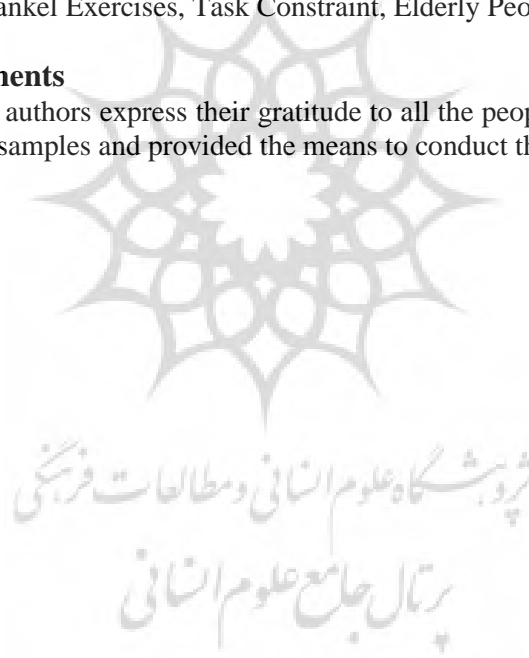 ankel Exercises, Task Constraint, Elderly Peo
nents
authors express their gratitude to all the peop
samples and provided the means to conduct th
پژوهشگاه علوم انسانی و مطالعات فرهنگی
پرتال جامع علوم انسانی